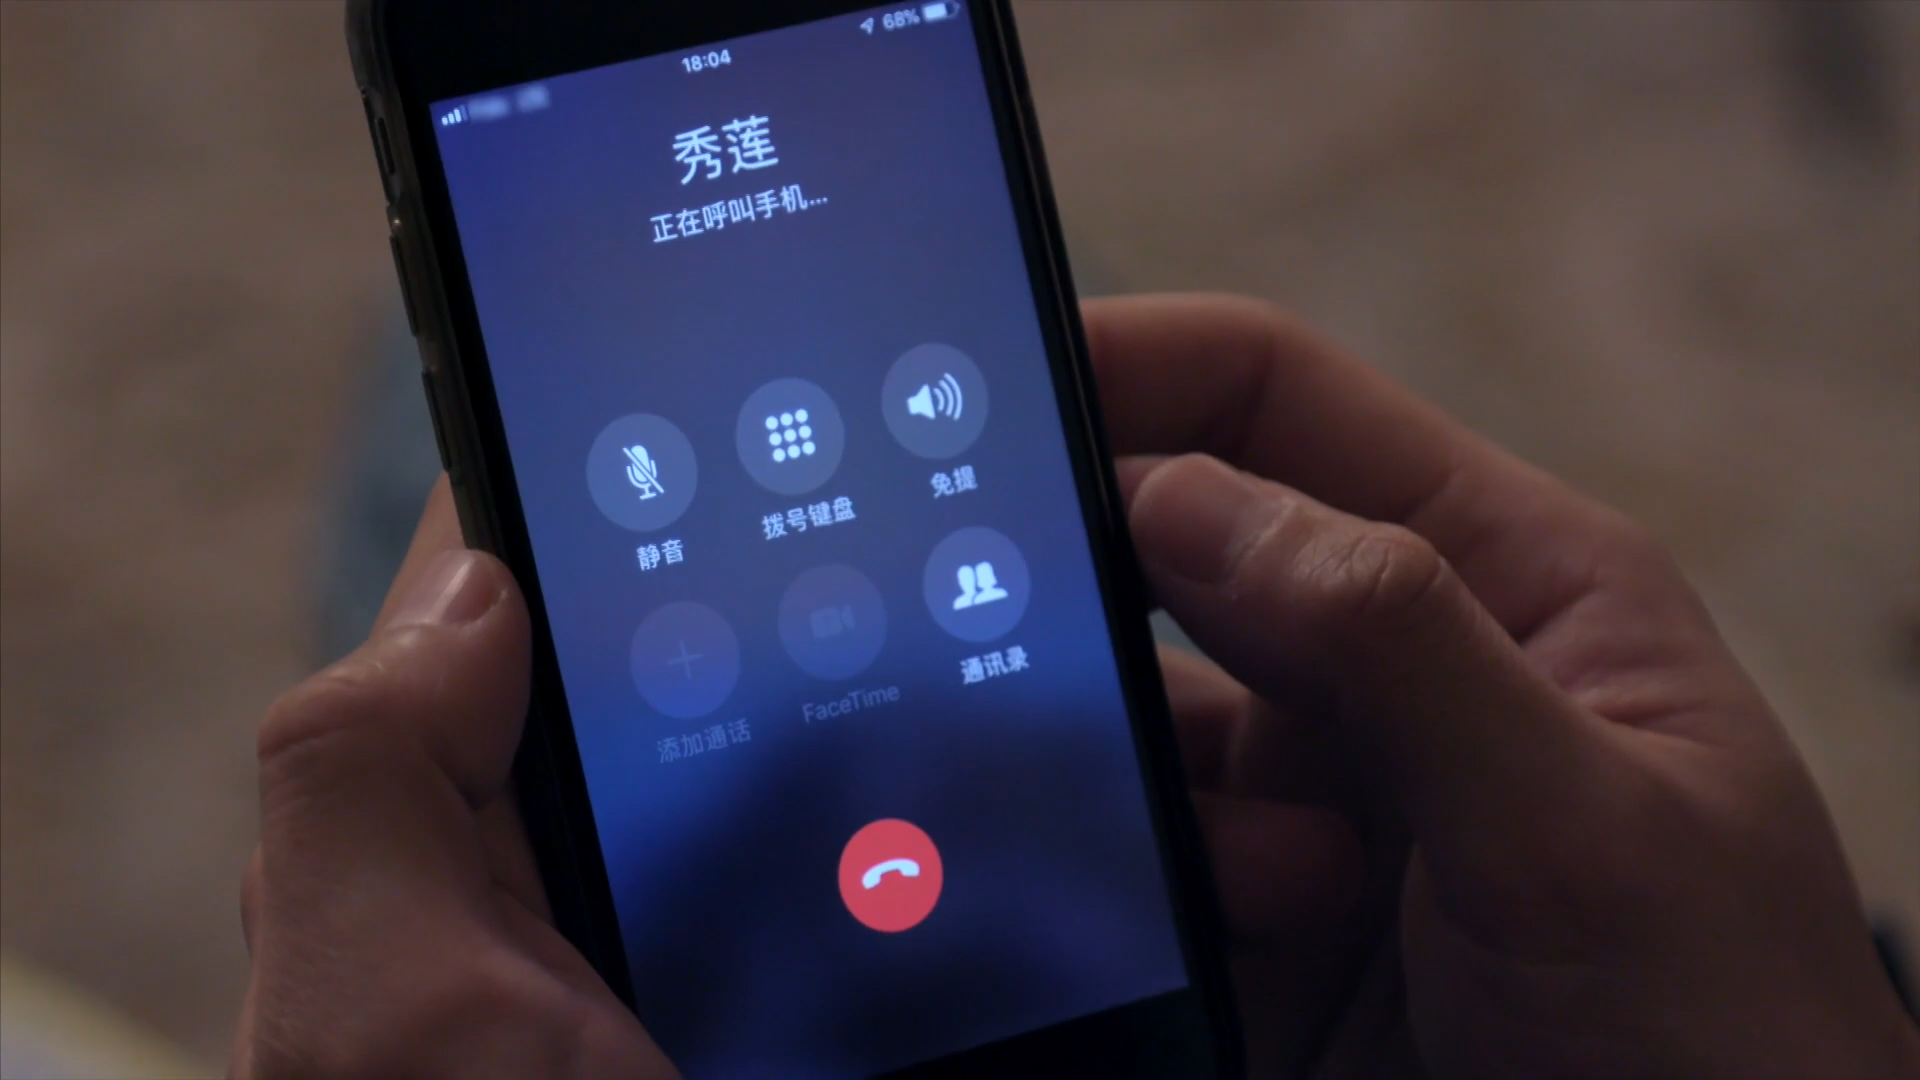 68%
18:04
秀莲
正在呼叫手机...
静音
拨号键盘
免提
添加通话
FaceTime
通讯录